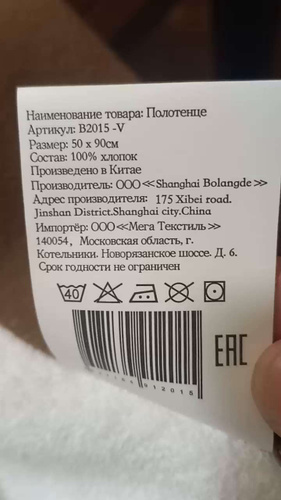 Наименование товара: Полотенце
Артикул: B2015 -V
Размер: 50 x 90см
Состав: 100% хлопок
Произведено в Китае
Производитель: ООО≪Shanghai Bolangde≫
Адрес производителя: 175 Xibei road.
Jinshan District.Shanghai city.China
Импортёр: ООО≪Мега Текстиль≫
140054, Московская область, г.
Котельники. Новорязанское шоссе. Д. 6.
Срок годности не ограничен
40
EAC
912015